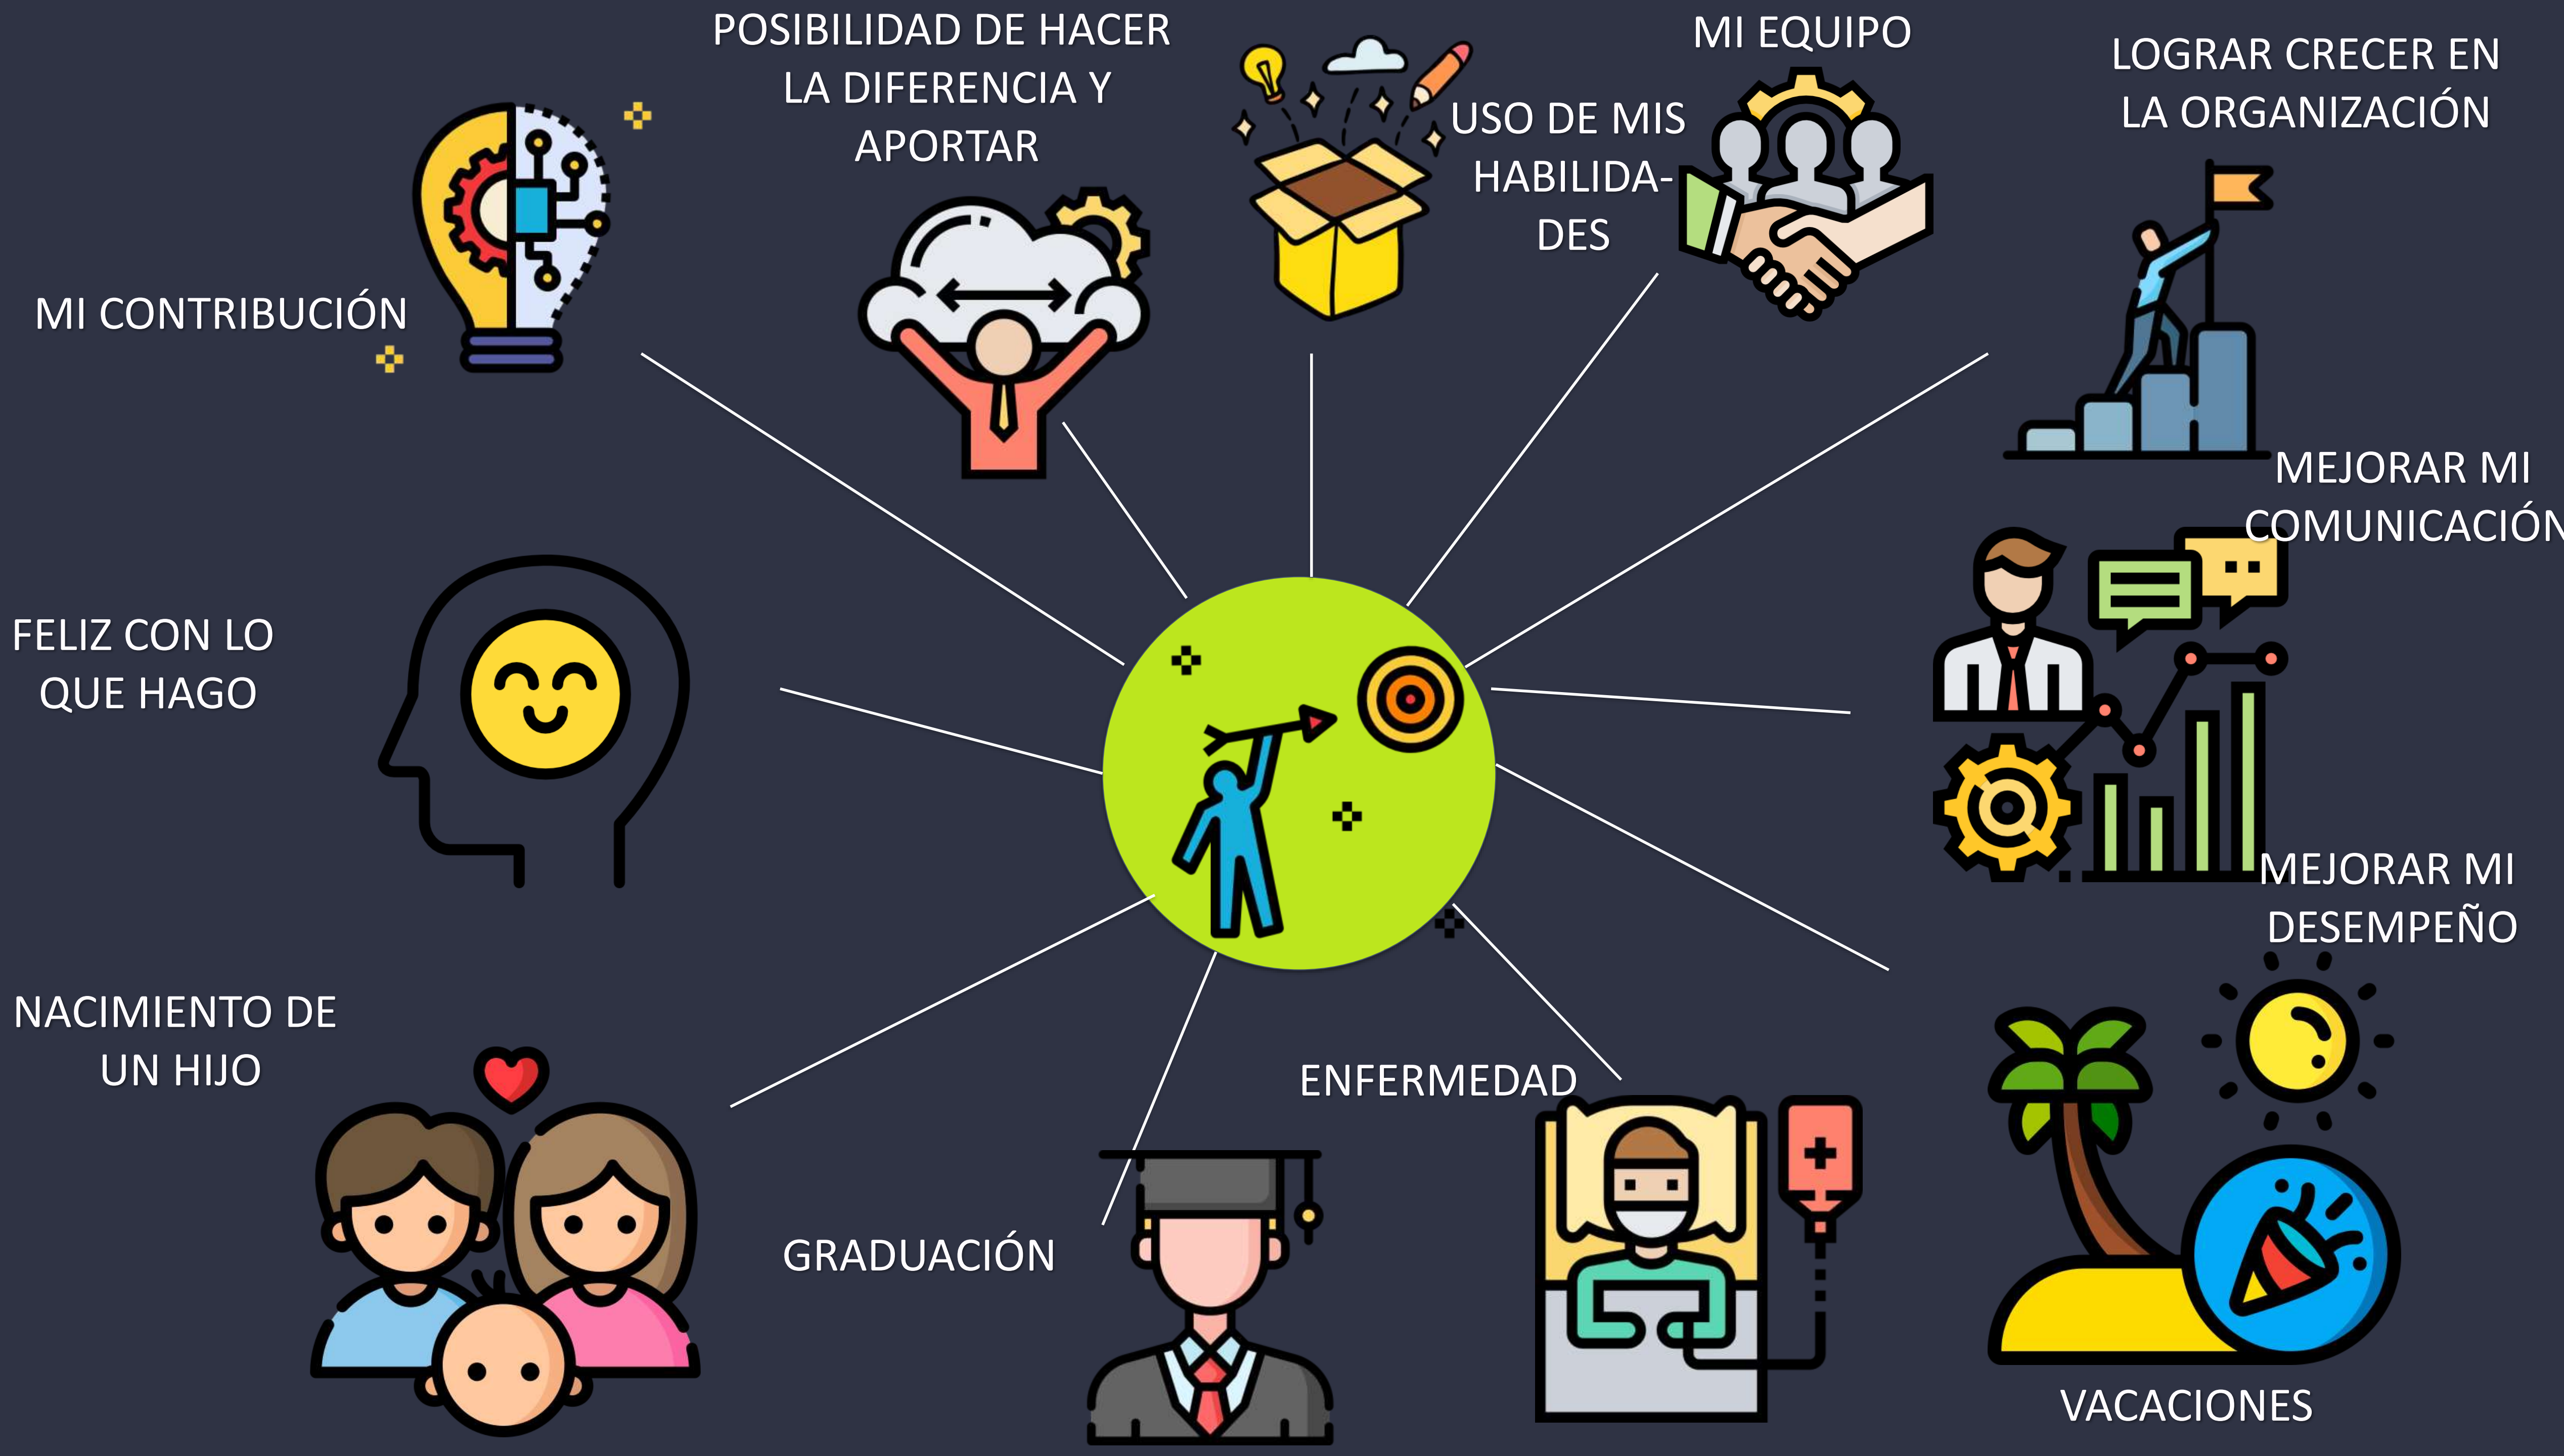 POSIBILIDAD DE HACER
LA DIFERENCIA Y
APORTAR
USO DE MIS
HABILIDA-
DES
MI EQUIPO
LOGRAR CRECER EN
LA ORGANIZACIÓN
MI CONTRIBUCIÓN
MEJORAR MI
COMUNICACIÓN
FELIZ CON LO
QUE HAGO
MEJORAR MI
DESEMPEÑO
NACIMIENTO DE
UN HIJO
ENFERMEDAD
GRADUACIÓN
VACACIONES